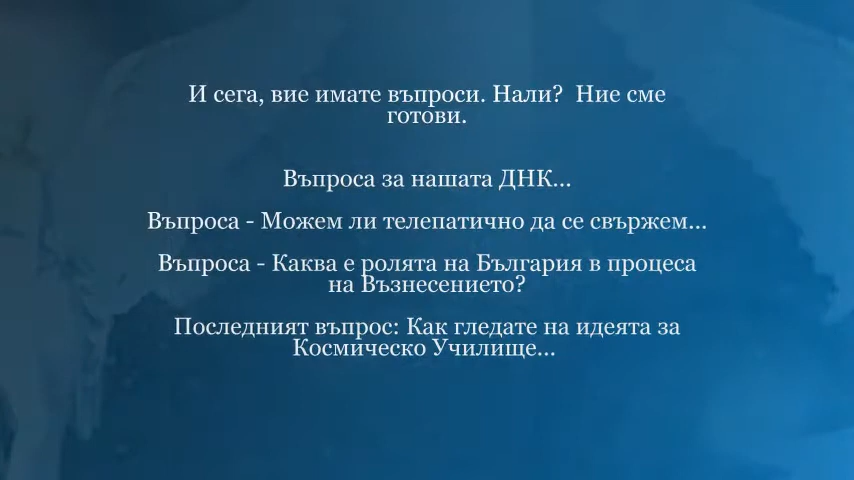 И сега, вие имате въпроси. Нали?  Ние сме
готови.
Въпроса за нашата ДНК...
Въпроса - Можем ли телепатично да се свържем...
Въпроса - Каква е ролята на България в процеса
на Възнесението?
Последният въпрос: Как гледате на идеята за
Космическо Училище...